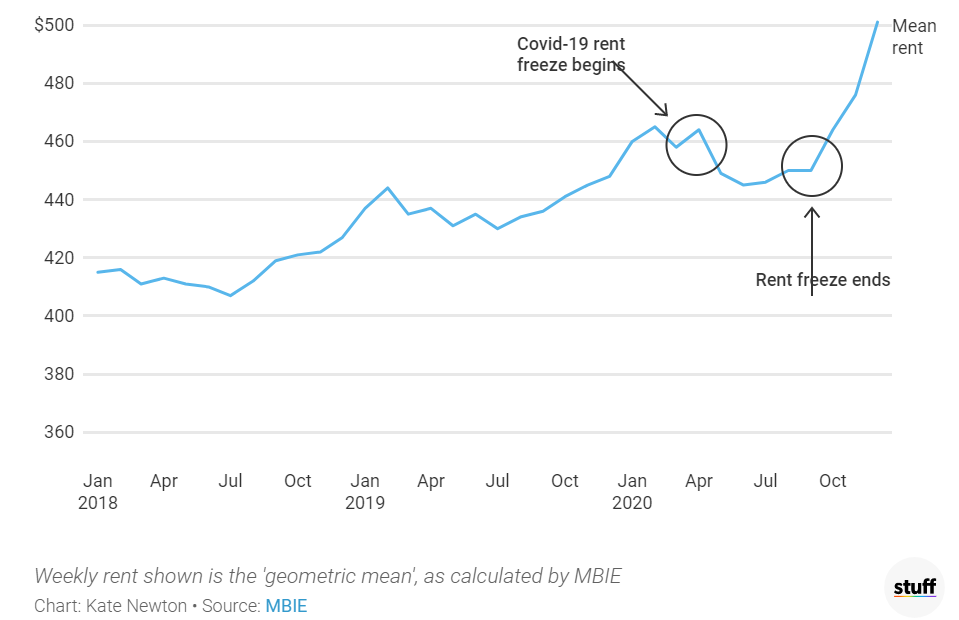 $500
Mean
rent
Covid-19 rent
freeze begins
480
460
440
420
Rent freeze ends
400
380
360
Jan Apr Jul Oct Jan Apr Jul Oct Jan Apr Jul Oct
2018 2019 2020
Weekly rent shown is the 'geometric mean', as calculated by MBIE
Chart: Kate Newton • Source: MBIE
stuff